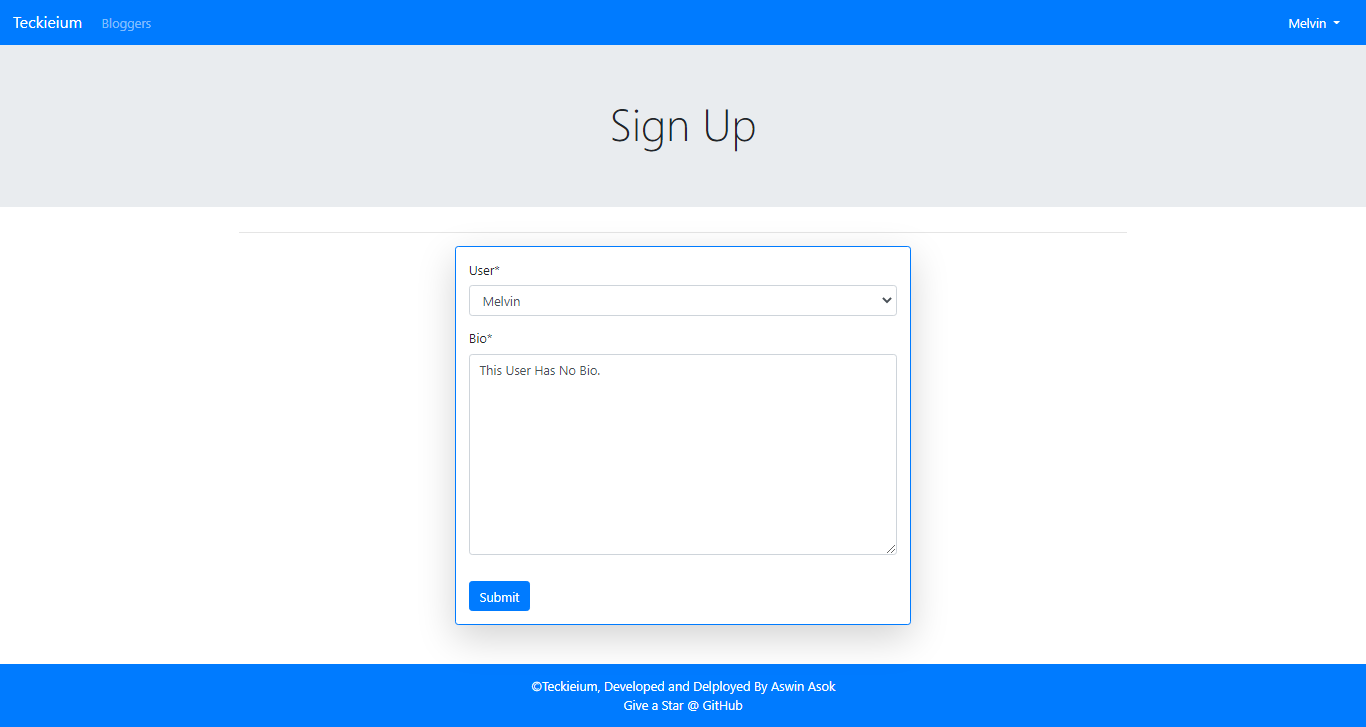 Teckieium Bloggers Melvin
Sign Up
User*
Melvin
Bio*
This User Has No Bio.
Submit
©Teckieium, Developed and Delployed By Aswin Asok
Give a Star @ GitHub